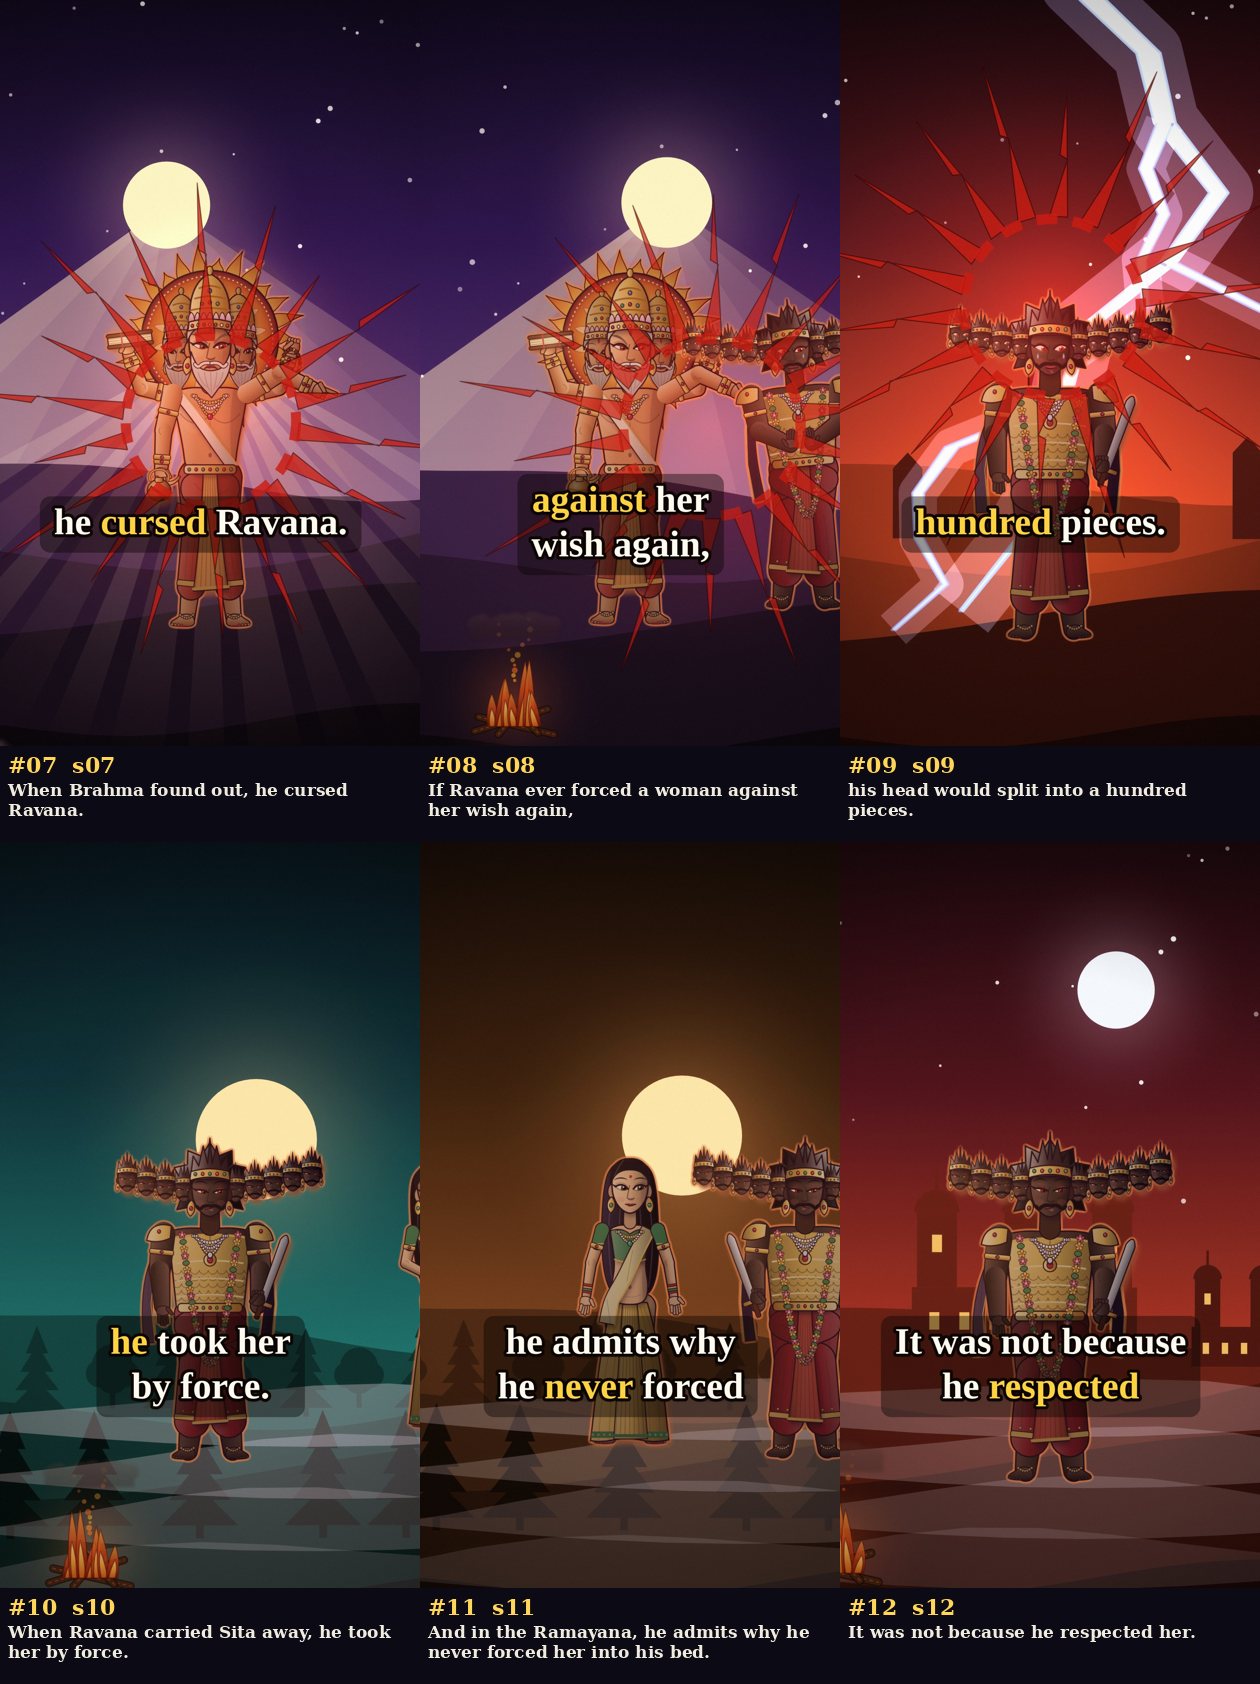 he cursed Ravana.
against her
wish again,
hundred pieces.
#07 s07
When Brahma found out, he cursed
Ravana.
#08 s08
If Ravana ever forced a woman against
her wish again,
#09 s09
his head would split into a hundred
pieces.
he took her
by force.
he admits why
he never forced
It was not because
he respected
#10 s10
When Ravana carried Sita away, he took
her by force.
#11 s11
And in the Ramayana, he admits why he
never forced her into his bed.
#12 s12
It was not because he respected her.